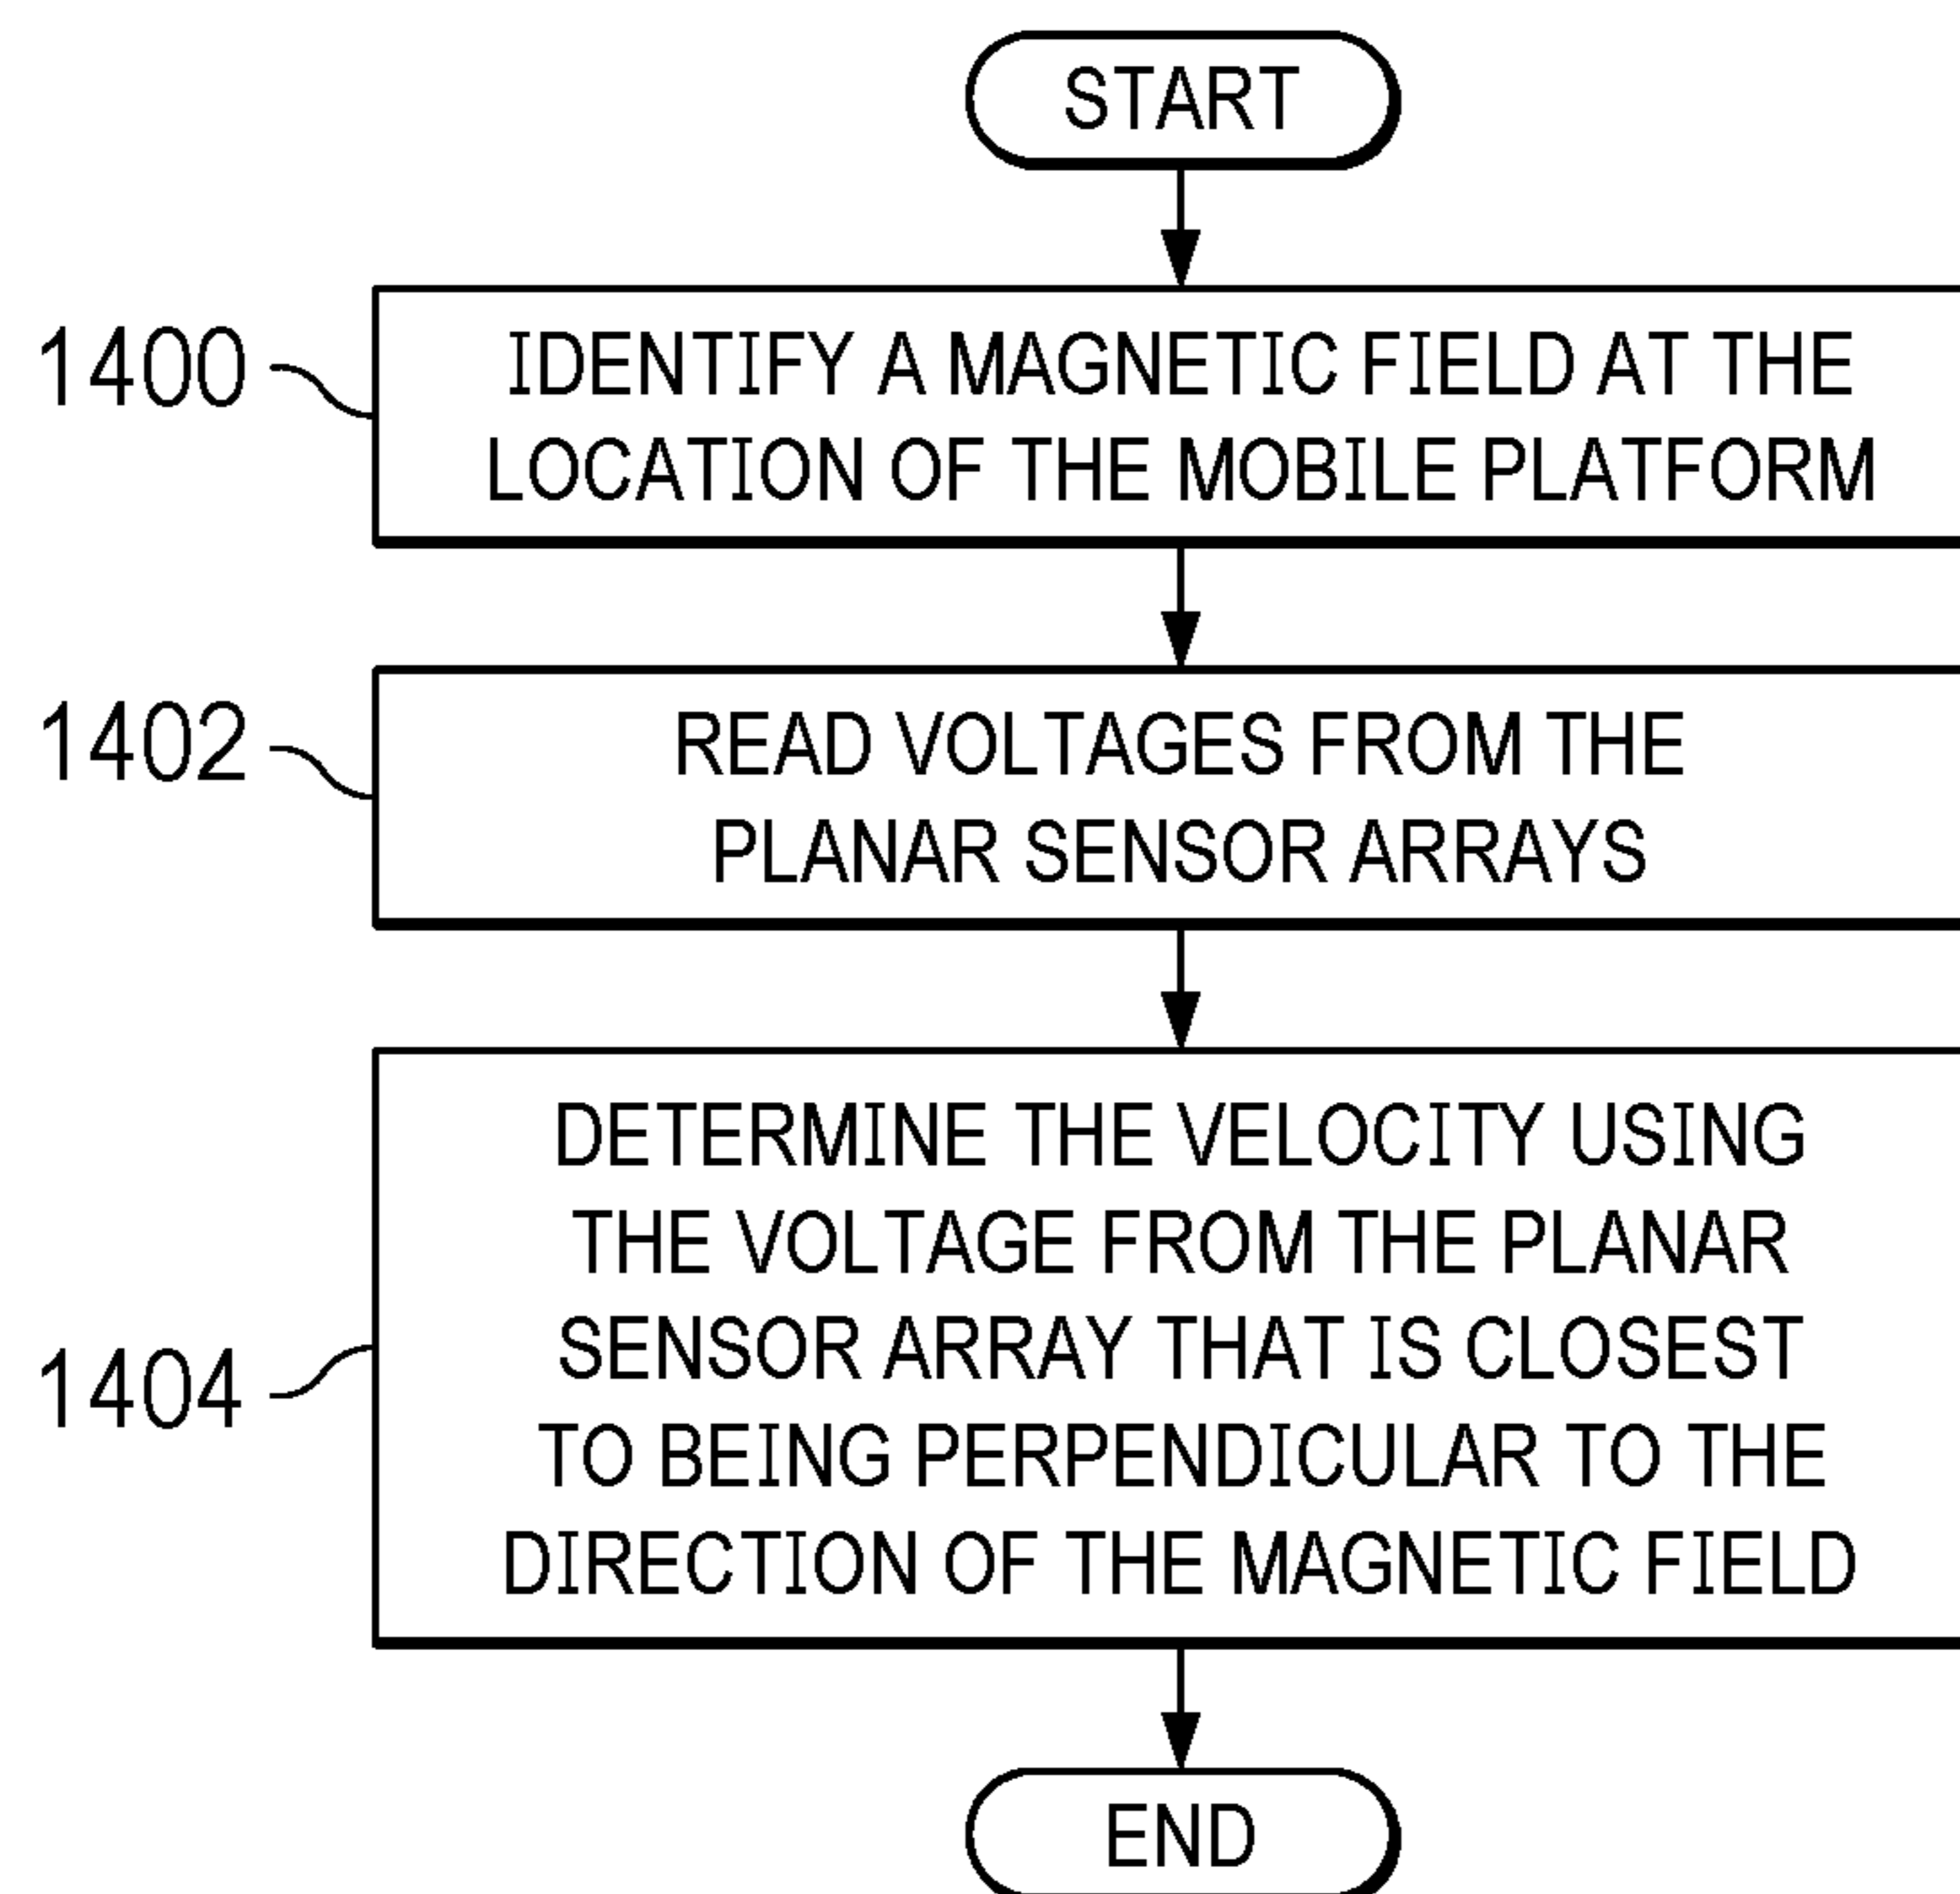 START
1400
IDENTIFY A MAGNETIC FIELD AT THE
LOCATION OF THE MOBILE PLATFORM
1402
READ VOLTAGES FROM THE
PLANAR SENSOR ARRAYS
1404
DETERMINE THE VELOCITY USING
THE VOLTAGE FROM THE PLANAR
SENSOR ARRAY THAT IS CLOSEST
TO BEING PERPENDICULAR TO THE
DIRECTION OF THE MAGNETIC FIELD
END